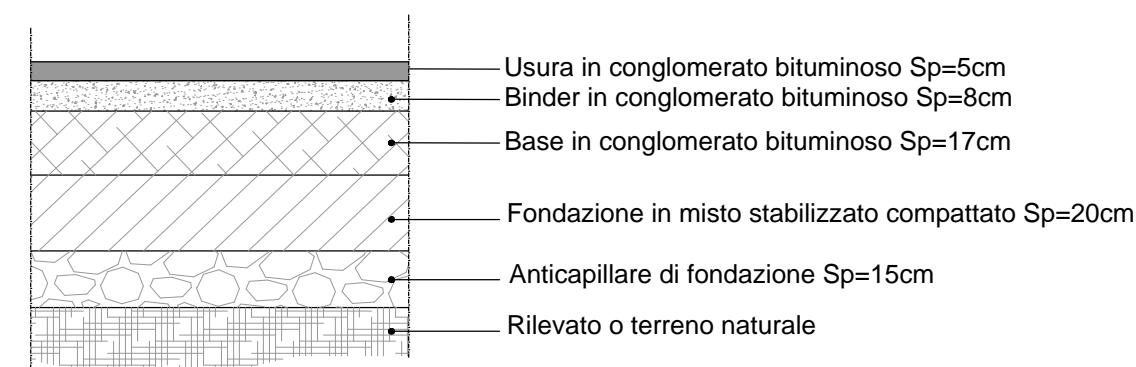 Usura in conglomerato bituminoso Sp=5cm
Binder in conglomerato bituminoso Sp=8cm
Base in conglomerato bituminoso Sp=17cm
Fondazione in misto stabilizzato compattato Sp=20cm
Anticapillare di fondazione Sp=15cm
Rilevato o terreno naturale